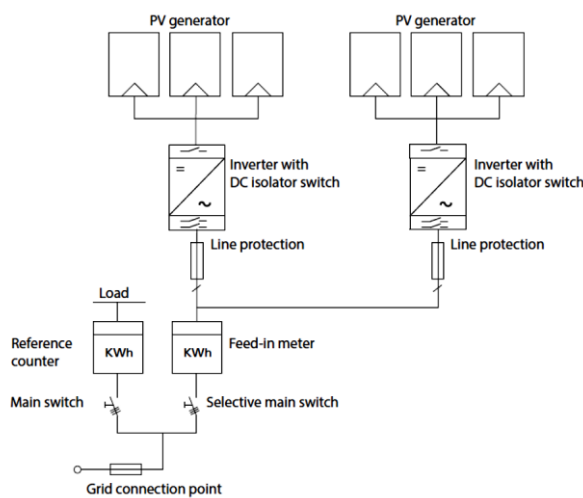 PV generator
PV generator
Inverter with
DC isolator switch
Inverter with
DC isolator switch
Line protection
Line protection
Load
Reference
counter
KWh
KWh
Feed-in meter
Main switch
Selective main switch
Grid connection point